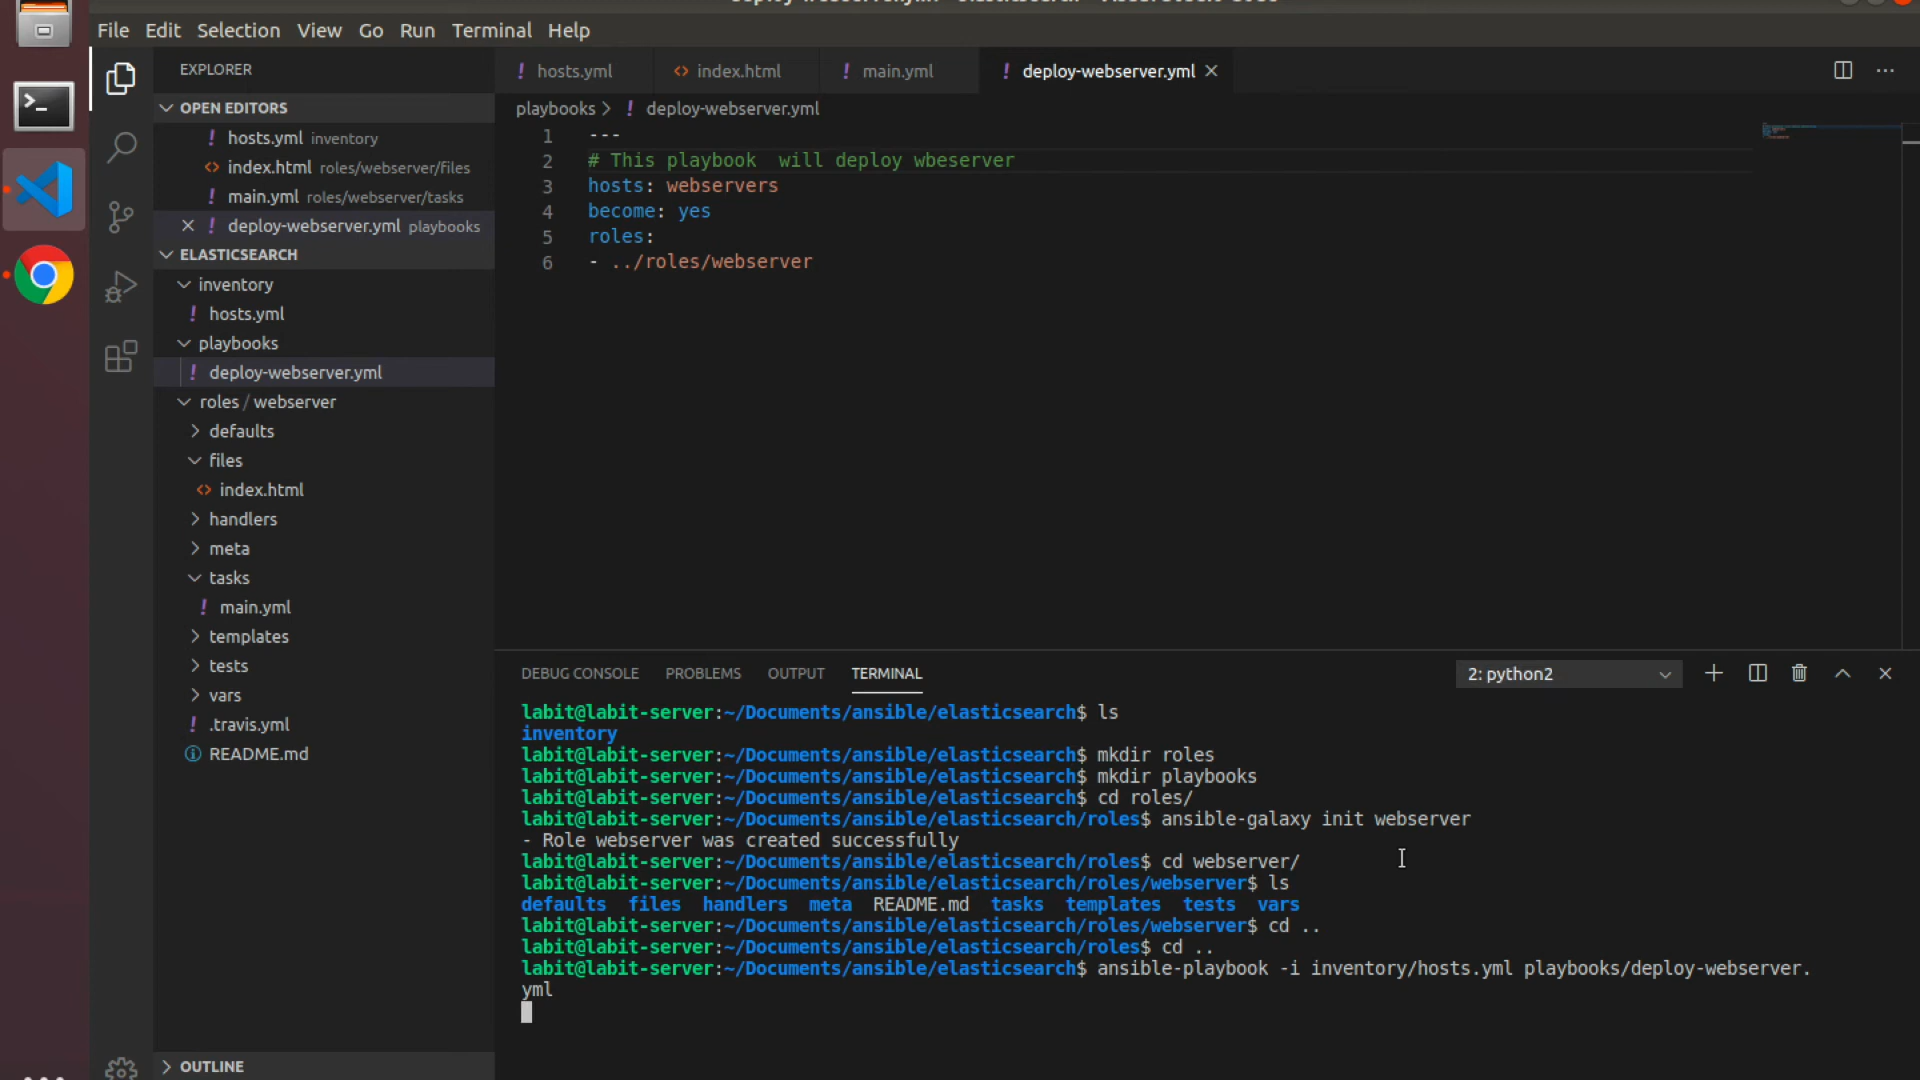 File Edit Selection View Go Run Terminal Help
EXPLORER
OPEN EDITORS
hosts.yml inventory
index.html roles/webserver/files
main.yml roles/webserver/tasks
deploy-webserver.yml playbooks
ELASTICSEARCH
inventory
hosts.yml
playbooks
deploy-webserver.yml
roles / webserver
defaults
files
index.html
handlers
meta
tasks
main.yml
templates
tests
vars
.travis.yml
README.md
OUTLINE
hosts.yml index.html main.yml deploy-webserver.yml
playbooks > deploy-webserver.yml
1 ---
2 # This playbook  will deploy wbeserver
3 hosts: webservers
4 become: yes
5 roles:
6 - ../roles/webserver
DEBUG CONSOLE PROBLEMS OUTPUT TERMINAL 2: python2
labit@labit-server:~/Documents/ansible/elasticsearch$ ls
inventory
labit@labit-server:~/Documents/ansible/elasticsearch$ mkdir roles
labit@labit-server:~/Documents/ansible/elasticsearch$ mkdir playbooks
labit@labit-server:~/Documents/ansible/elasticsearch$ cd roles/
labit@labit-server:~/Documents/ansible/elasticsearch/roles$ ansible-galaxy init webserver
- Role webserver was created successfully
labit@labit-server:~/Documents/ansible/elasticsearch/roles$ cd webserver/
labit@labit-server:~/Documents/ansible/elasticsearch/roles/webserver$ ls
defaults files handlers meta README.md tasks templates tests vars
labit@labit-server:~/Documents/ansible/elasticsearch/roles/webserver$ cd ..
labit@labit-server:~/Documents/ansible/elasticsearch/roles$ cd ..
labit@labit-server:~/Documents/ansible/elasticsearch$ ansible-playbook -i inventory/hosts.yml playbooks/deploy-webserver.
yml